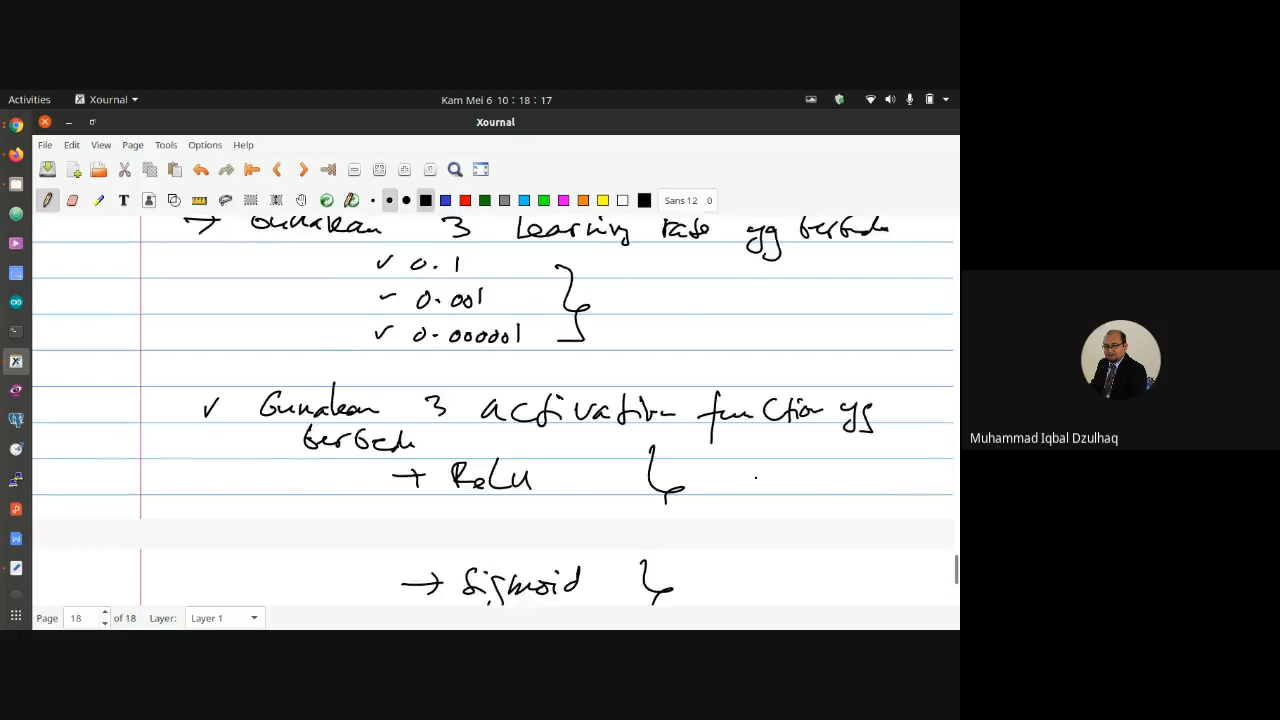 Activities
Xournal
Kam Mei 6 10 : 18 : 17
Xournal
File Edit View Page Tools Options Help
Sans 12 0
→ Gunakan 3 Learning rate yg berbeda
✓ 0.1
✓ 0.001
✓ 0.000001
✓ Gunakan 3 activation function yg
berbeda
→ ReLU
→ Sigmoid
Page 18 of 18 Layer: Layer 1
Muhammad Iqbal Dzulhaq